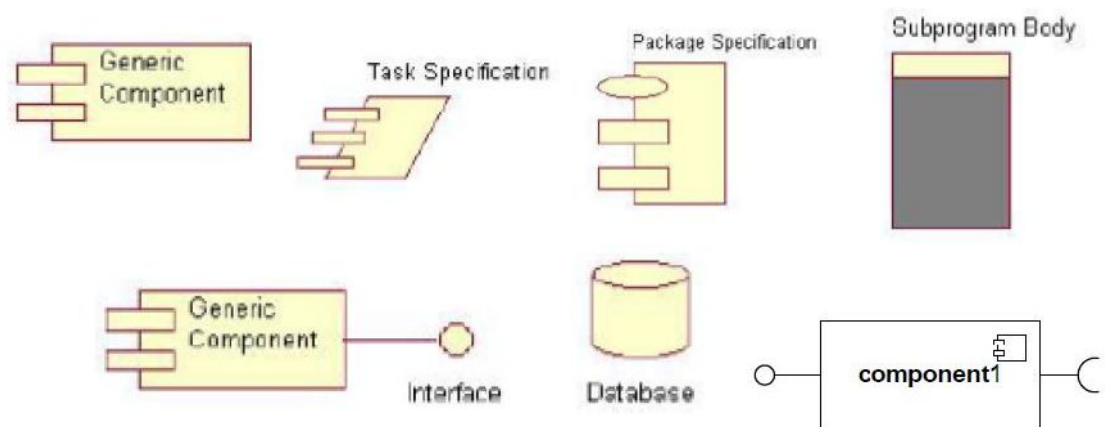 Generic
Component
Task Specification
Package Specification
Subprogram Body
Generic
Component
Interface
Database
component1